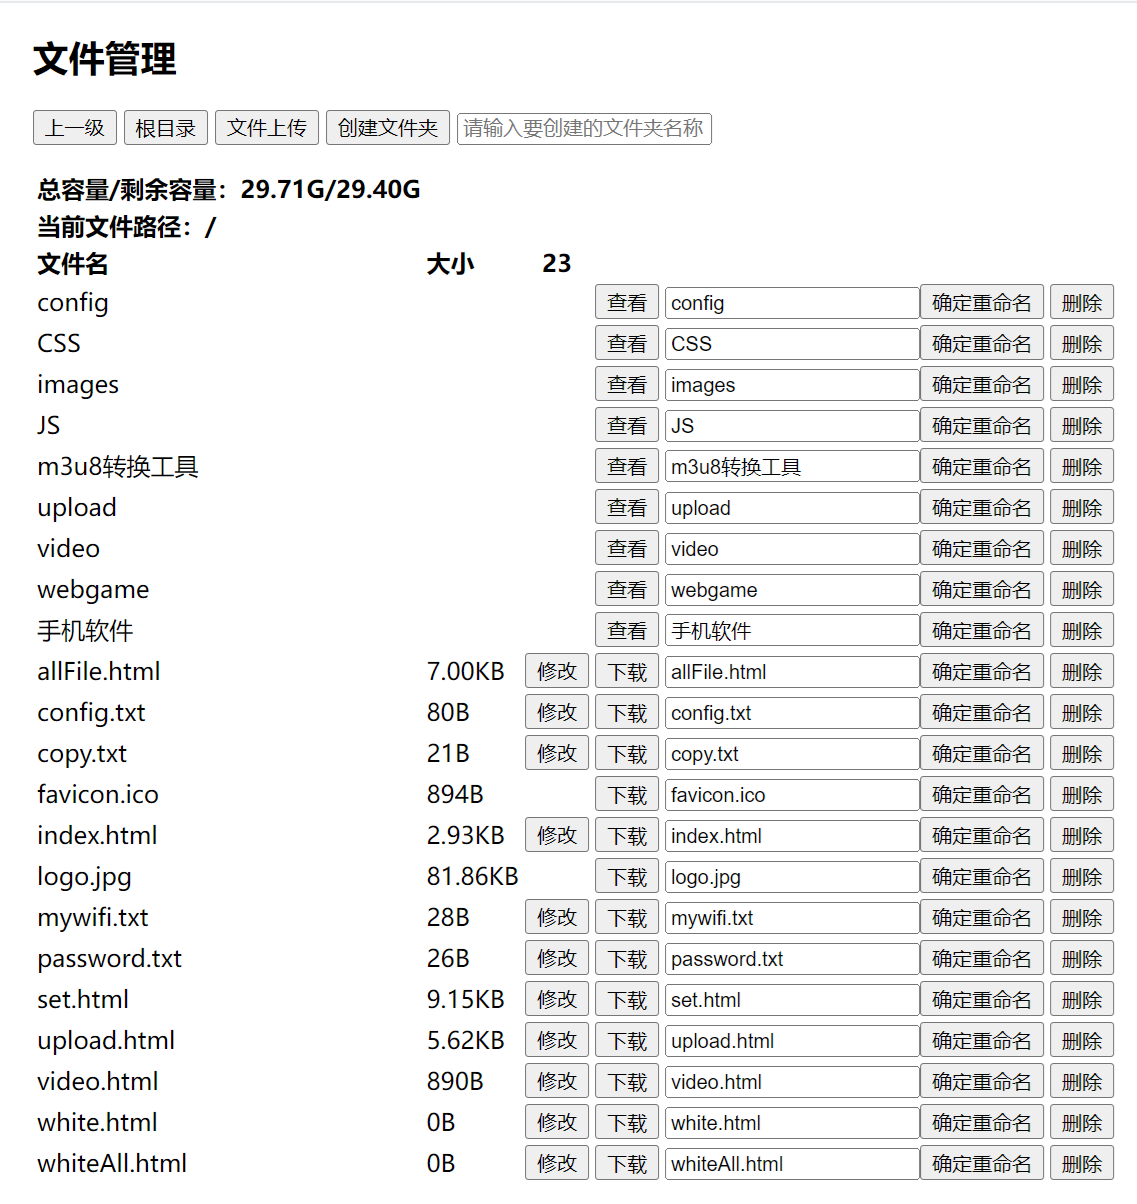 文件管理
上一级 根目录 文件上传 创建文件夹 请输入要创建的文件夹名称
总容量/剩余容量：29.71G/29.40G
当前文件路径：/
文件名 大小 23
config 查看 config 确定重命名 删除
CSS 查看 CSS 确定重命名 删除
images 查看 images 确定重命名 删除
JS 查看 JS 确定重命名 删除
m3u8转换工具 查看 m3u8转换工具 确定重命名 删除
upload 查看 upload 确定重命名 删除
video 查看 video 确定重命名 删除
webgame 查看 webgame 确定重命名 删除
手机软件 查看 手机软件 确定重命名 删除
allFile.html 7.00KB 修改 下载 allFile.html 确定重命名 删除
config.txt 80B 修改 下载 config.txt 确定重命名 删除
copy.txt 21B 修改 下载 copy.txt 确定重命名 删除
favicon.ico 894B 下载 favicon.ico 确定重命名 删除
index.html 2.93KB 修改 下载 index.html 确定重命名 删除
logo.jpg 81.86KB 下载 logo.jpg 确定重命名 删除
mywifi.txt 28B 修改 下载 mywifi.txt 确定重命名 删除
password.txt 26B 修改 下载 password.txt 确定重命名 删除
set.html 9.15KB 修改 下载 set.html 确定重命名 删除
upload.html 5.62KB 修改 下载 upload.html 确定重命名 删除
video.html 890B 修改 下载 video.html 确定重命名 删除
white.html 0B 修改 下载 white.html 确定重命名 删除
whiteAll.html 0B 修改 下载 whiteAll.html 确定重命名 删除